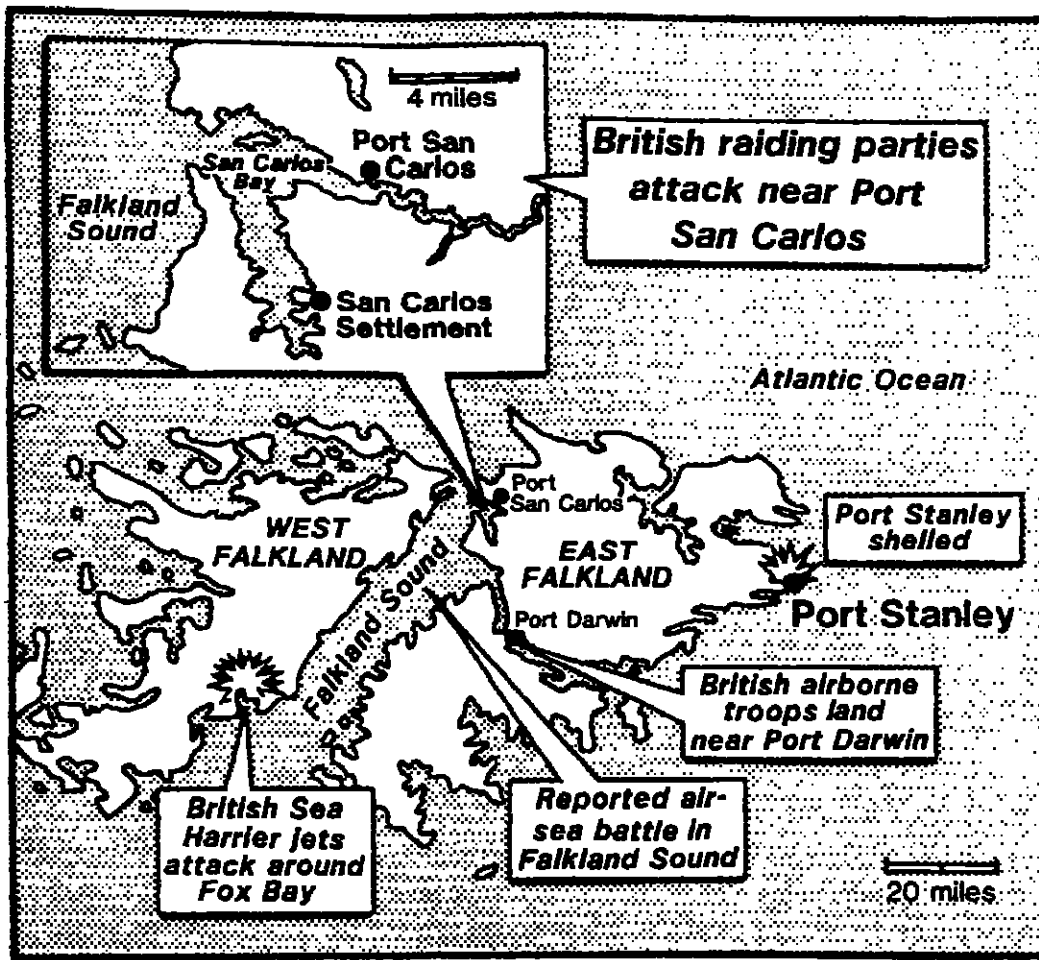 4 miles
Port San
Carlos
San Carlos
Bay
Falkland
Sound
San Carlos
Settlement
British raiding parties
attack near Port
San Carlos
Atlantic Ocean
WEST
FALKLAND
Port
San Carlos
EAST
FALKLAND
Port Stanley
shelled
Port Stanley
Falkland Sound
Port Darwin
British airborne
troops land
near Port Darwin
British Sea
Harrier jets
attack around
Fox Bay
Reported air-
sea battle in
Falkland Sound
20 miles